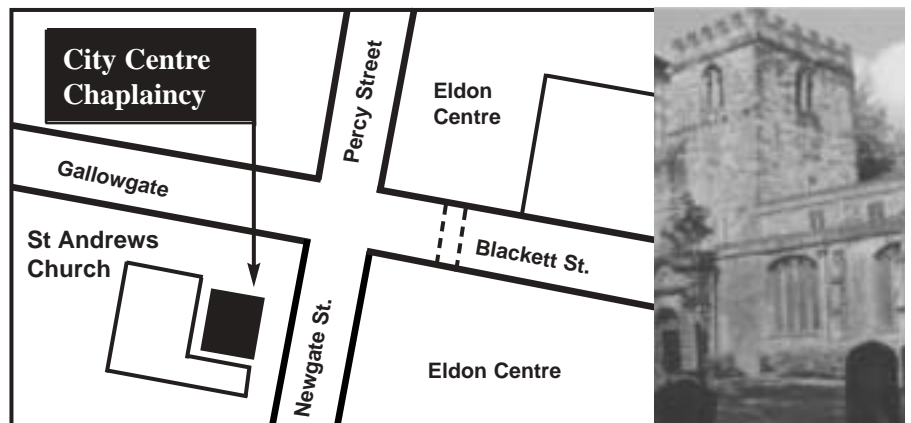 City Centre
Chaplaincy
Percy Street
Eldon
Centre
Gallowgate
St Andrews
Church
Blackett St.
Newgate St.
Eldon Centre